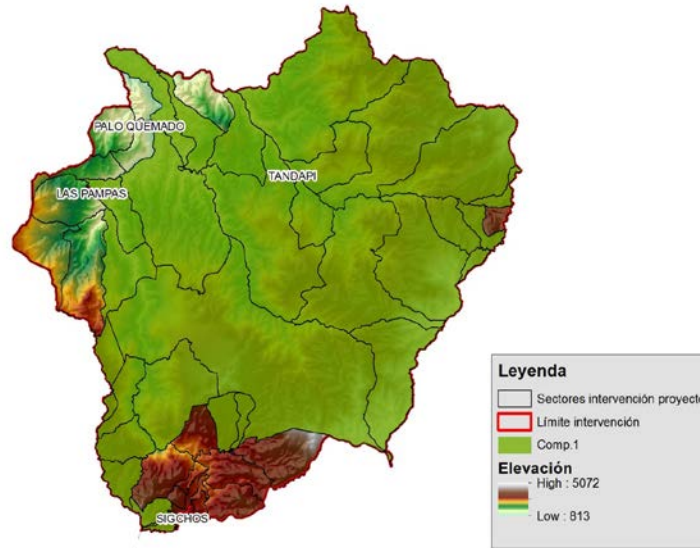 PALO QUEMADO
TANDAPI
LAS PAMPAS
SIGCHOS
Leyenda
Sectores intervención proyecto
Límite intervención
Comp.1
Elevación
High : 5072
Low : 813